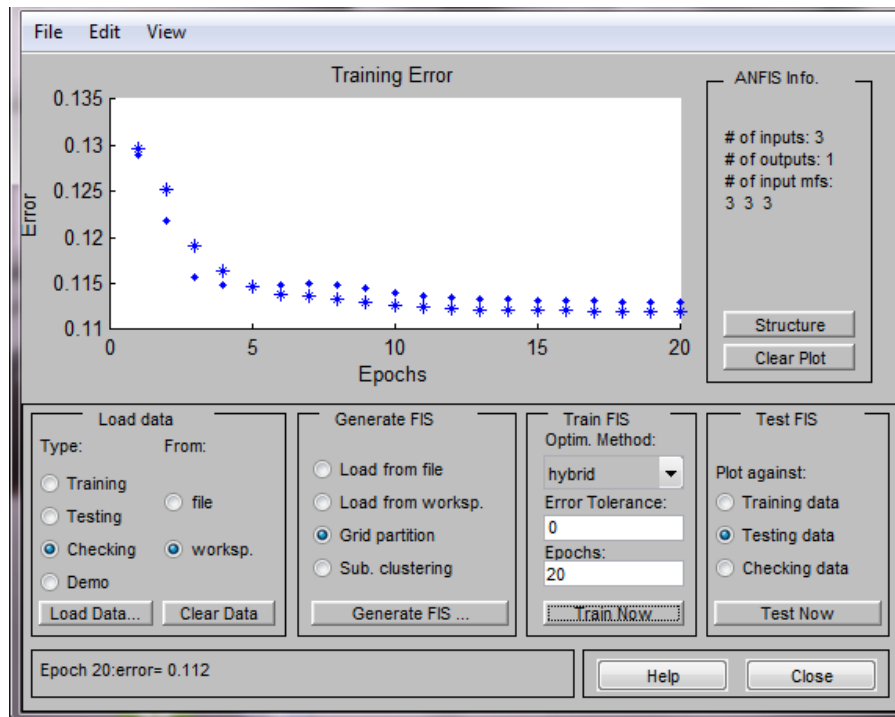 File Edit View
Training Error
0.135
0.13
0.125
0.12
0.115
0.11
Error
0 5 10 15 20
Epochs
ANFIS Info.
# of inputs: 3
# of outputs: 1
# of input mfs:
3 3 3
Structure
Clear Plot
Load data
Type: From:
Training
file
Testing
Checking worksp.
Demo
Load Data... Clear Data
Generate FIS
Load from file
Load from worksp.
Grid partition
Sub. clustering
Generate FIS ...
Train FIS
Optim. Method:
hybrid
Error Tolerance:
0
Epochs:
20
Train Now
Test FIS
Plot against:
Training data
Testing data
Checking data
Test Now
Epoch 20:error= 0.112
Help Close